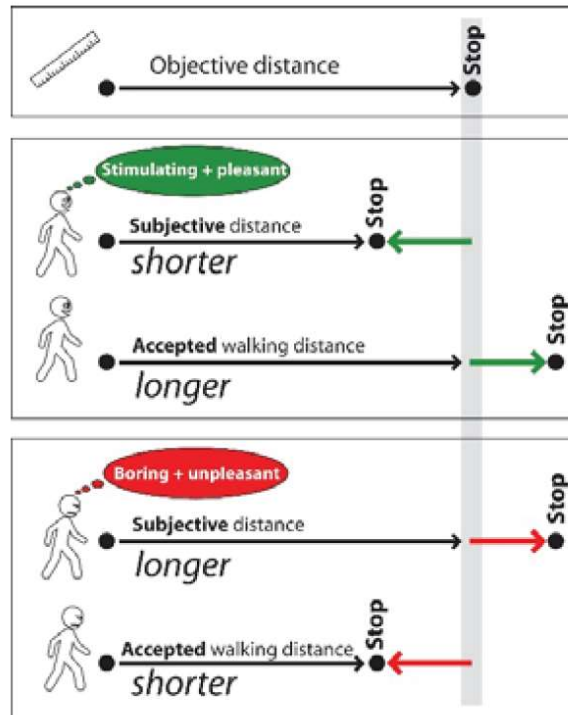 Objective distance
Stop
Stimulating + pleasant
Subjective distance
shorter
Stop
Accepted walking distance
longer
Stop
Boring + unpleasant
Subjective distance
longer
Stop
Accepted walking distance
shorter
Stop